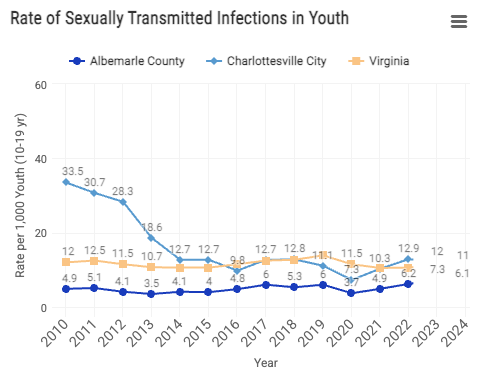 Rate of Sexually Transmitted Infections in Youth
Albemarle County Charlottesville City Virginia
60
40
20
0
Rate per 1,000 Youth (10-19 yr)
33.5 30.7 28.3 18.6 12.7 12.7 9.8 12.7 12.8 7.3 10.3 12.9 12 11
12 12.5 11.5 10.7 11.5
4.9 5.1 4.1 3.5 4.1 4 4.8 6 5.3 6 3.7 4.9 6.2 7.3 6.1
2010 2011 2012 2013 2014 2015 2016 2017 2018 2019 2020 2021 2022 2023 2024
Year